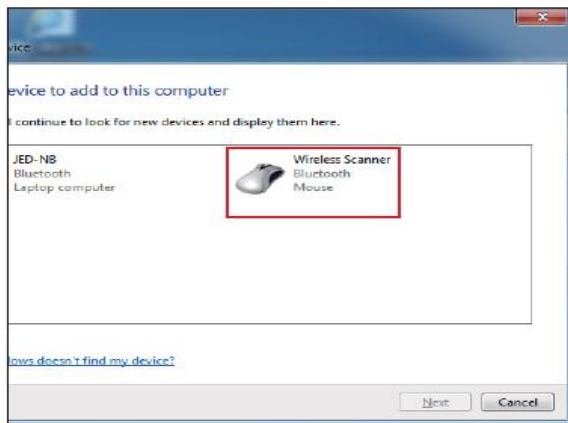 vice
evice to add to this computer
l continue to look for new devices and display them here.
JED-NB
Bluetooth
Laptop computer
Wireless Scanner
Bluetooth
Mouse
lows doesn't find my device?
Next
Cancel